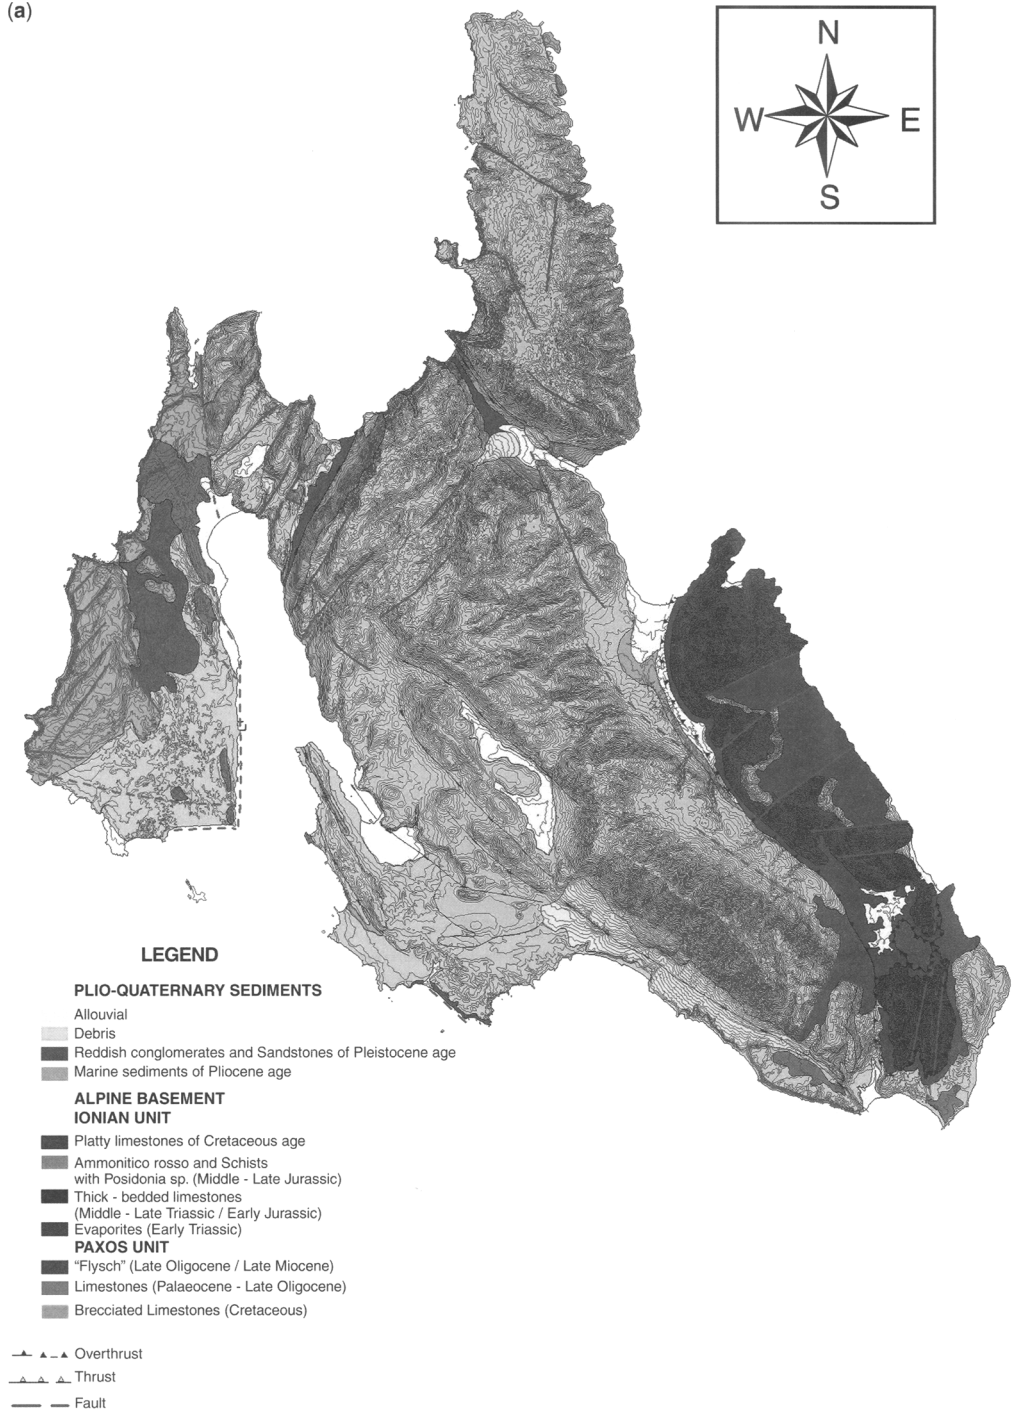 (a)
N
W E
S
LEGEND
PLIO-QUATERNARY SEDIMENTS
Allouvial
Debris
Reddish conglomerates and Sandstones of Pleistocene age
Marine sediments of Pliocene age
ALPINE BASEMENT
IONIAN UNIT
Platty limestones of Cretaceous age
Ammonitico rosso and Schists
with Posidonia sp. (Middle - Late Jurassic)
Thick - bedded limestones
(Middle - Late Triassic / Early Jurassic)
Evaporites (Early Triassic)
PAXOS UNIT
“Flysch” (Late Oligocene / Late Miocene)
Limestones (Palaeocene - Late Oligocene)
Brecciated Limestones (Cretaceous)
Overthrust
Thrust
Fault